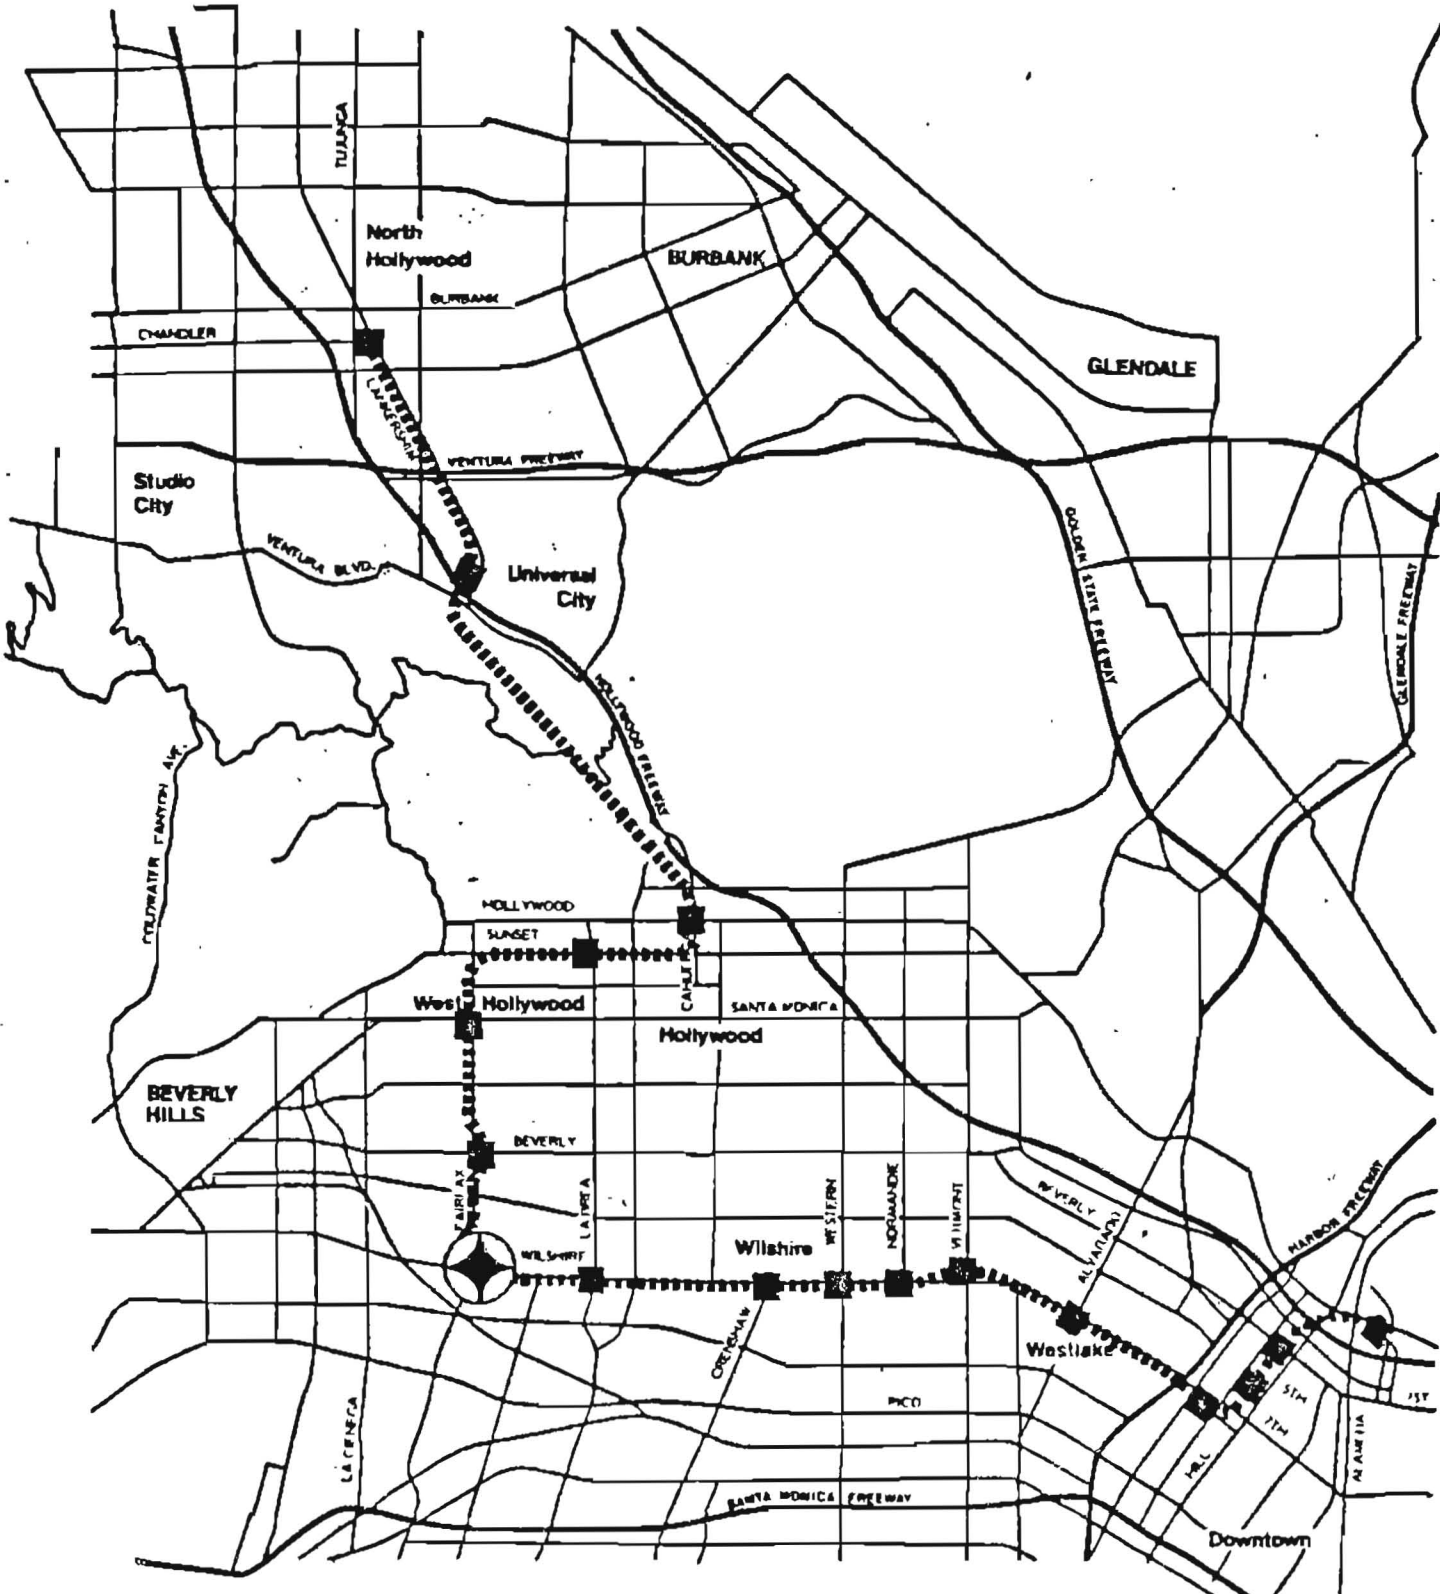 TUJUNGA
North
Hollywood
BURBANK
BURBANK
CHANDLER
GLENDALE
LANKERSHIM
VENTURA FREEWAY
Studio
City
GOLDEN STATE FREEWAY
VENTURA BLVD.
Universal
City
GLENDALE FREEWAY
HOLLYWOOD FREEWAY
COLDWATER CANYON AVE.
HOLLYWOOD
SUNSET
West Hollywood
SANTA MONICA
Hollywood
BEVERLY
HILLS
BEVERLY
FAIRFAX
LA BREA
WESTERN
NORMANDIE
VERMONT
BEVERLY
ALVARADO
HARBOR FREEWAY
WILSHIRE
Wilshire
CRENSHAW
Westlake
5TH
7TH
1ST
PICO
LA CIENEGA
HILL
ALAMEDA
SANTA MONICA FREEWAY
Downtown